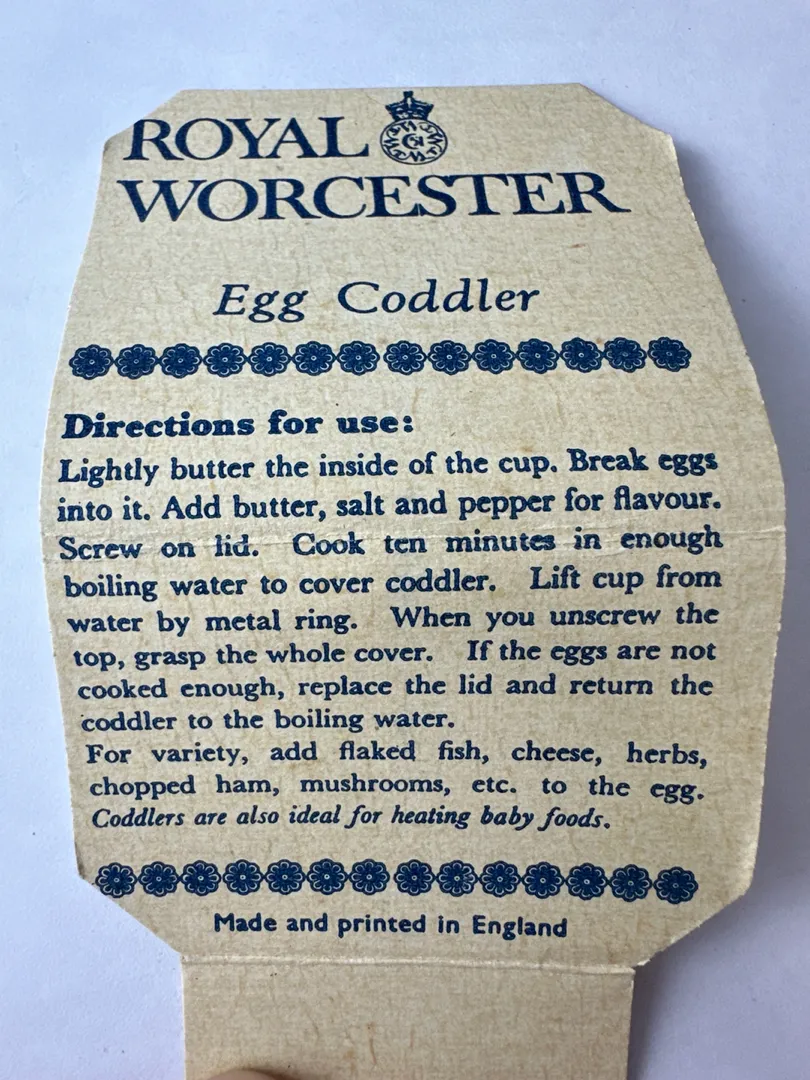 ROYAL
WORCESTER
Egg Coddler
Directions for use:
Lightly butter the inside of the cup. Break eggs
into it. Add butter, salt and pepper for flavour.
Screw on lid. Cook ten minutes in enough
boiling water to cover coddler. Lift cup from
water by metal ring. When you unscrew the
top, grasp the whole cover. If the eggs are not
cooked enough, replace the lid and return the
coddler to the boiling water.
For variety, add flaked fish, cheese, herbs,
chopped ham, mushrooms, etc. to the egg.
Coddlers are also ideal for heating baby foods.
Made and printed in England